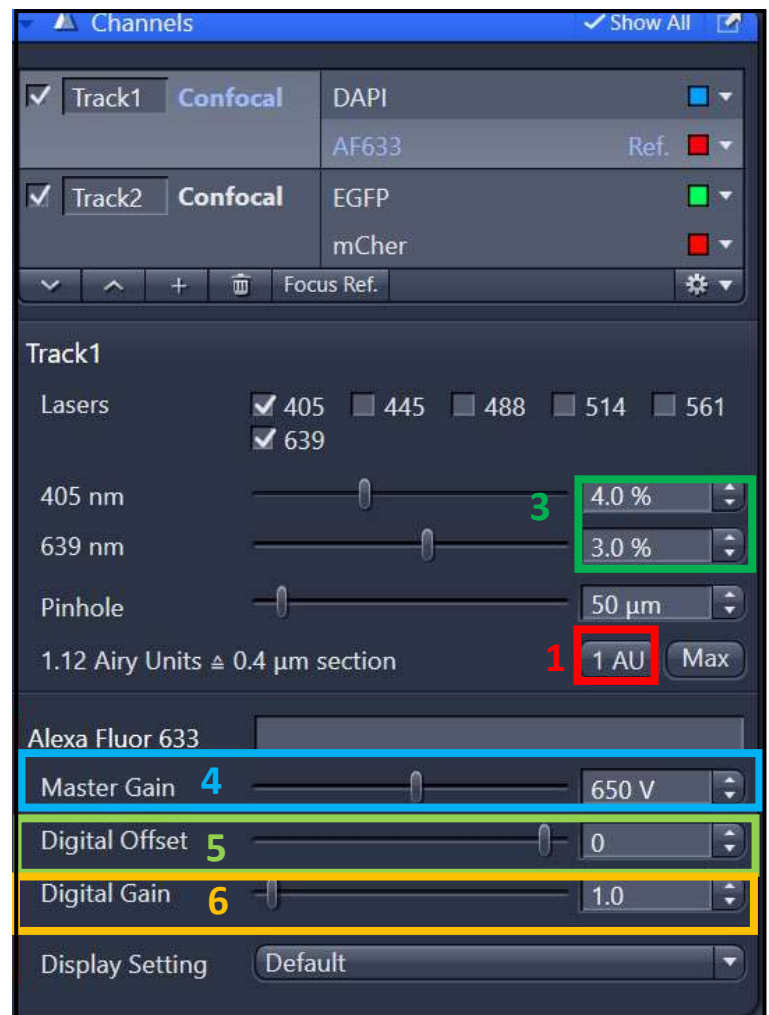 Channels Show All
Track1 Confocal DAPI
AF633 Ref.
Track2 Confocal EGFP
mCher
+ Focus Ref.
Track1
Lasers 405 445 488 514 561
639
405 nm 3 4.0 %
639 nm 3.0 %
Pinhole 50 µm
1.12 Airy Units ≙ 0.4 µm section 1 1 AU Max
Alexa Fluor 633
Master Gain 4 650 V
Digital Offset 5 0
Digital Gain 6 1.0
Display Setting Default